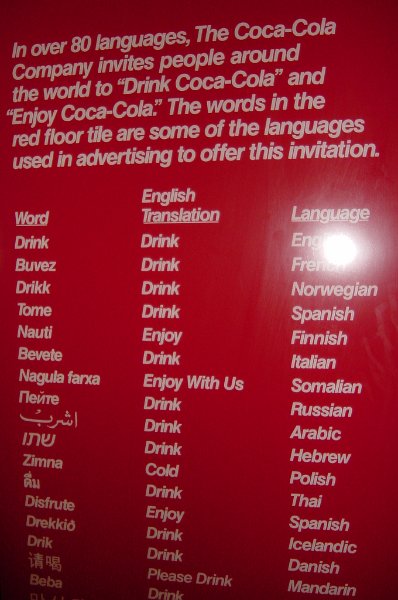 In over 80 languages, The Coca-Cola
Company invites people around
the world to "Drink Coca-Cola" and
"Enjoy Coca-Cola." The words in the
red floor tile are some of the languages
used in advertising to offer this invitation.
Word English Translation Language
Drink Drink English
Buvez Drink French
Drikk Drink Norwegian
Tome Drink Spanish
Nauti Enjoy Finnish
Bevete Drink Italian
Nagula farxa Enjoy With Us Somalian
Пейте Drink Russian
اشرب Drink Arabic
שתו Drink Hebrew
Zimna Cold Polish
ดื่ม Drink Thai
Disfrute Enjoy Spanish
Drekkið Drink Icelandic
Drik Drink Danish
请喝 Please Drink Mandarin
Beba Drink